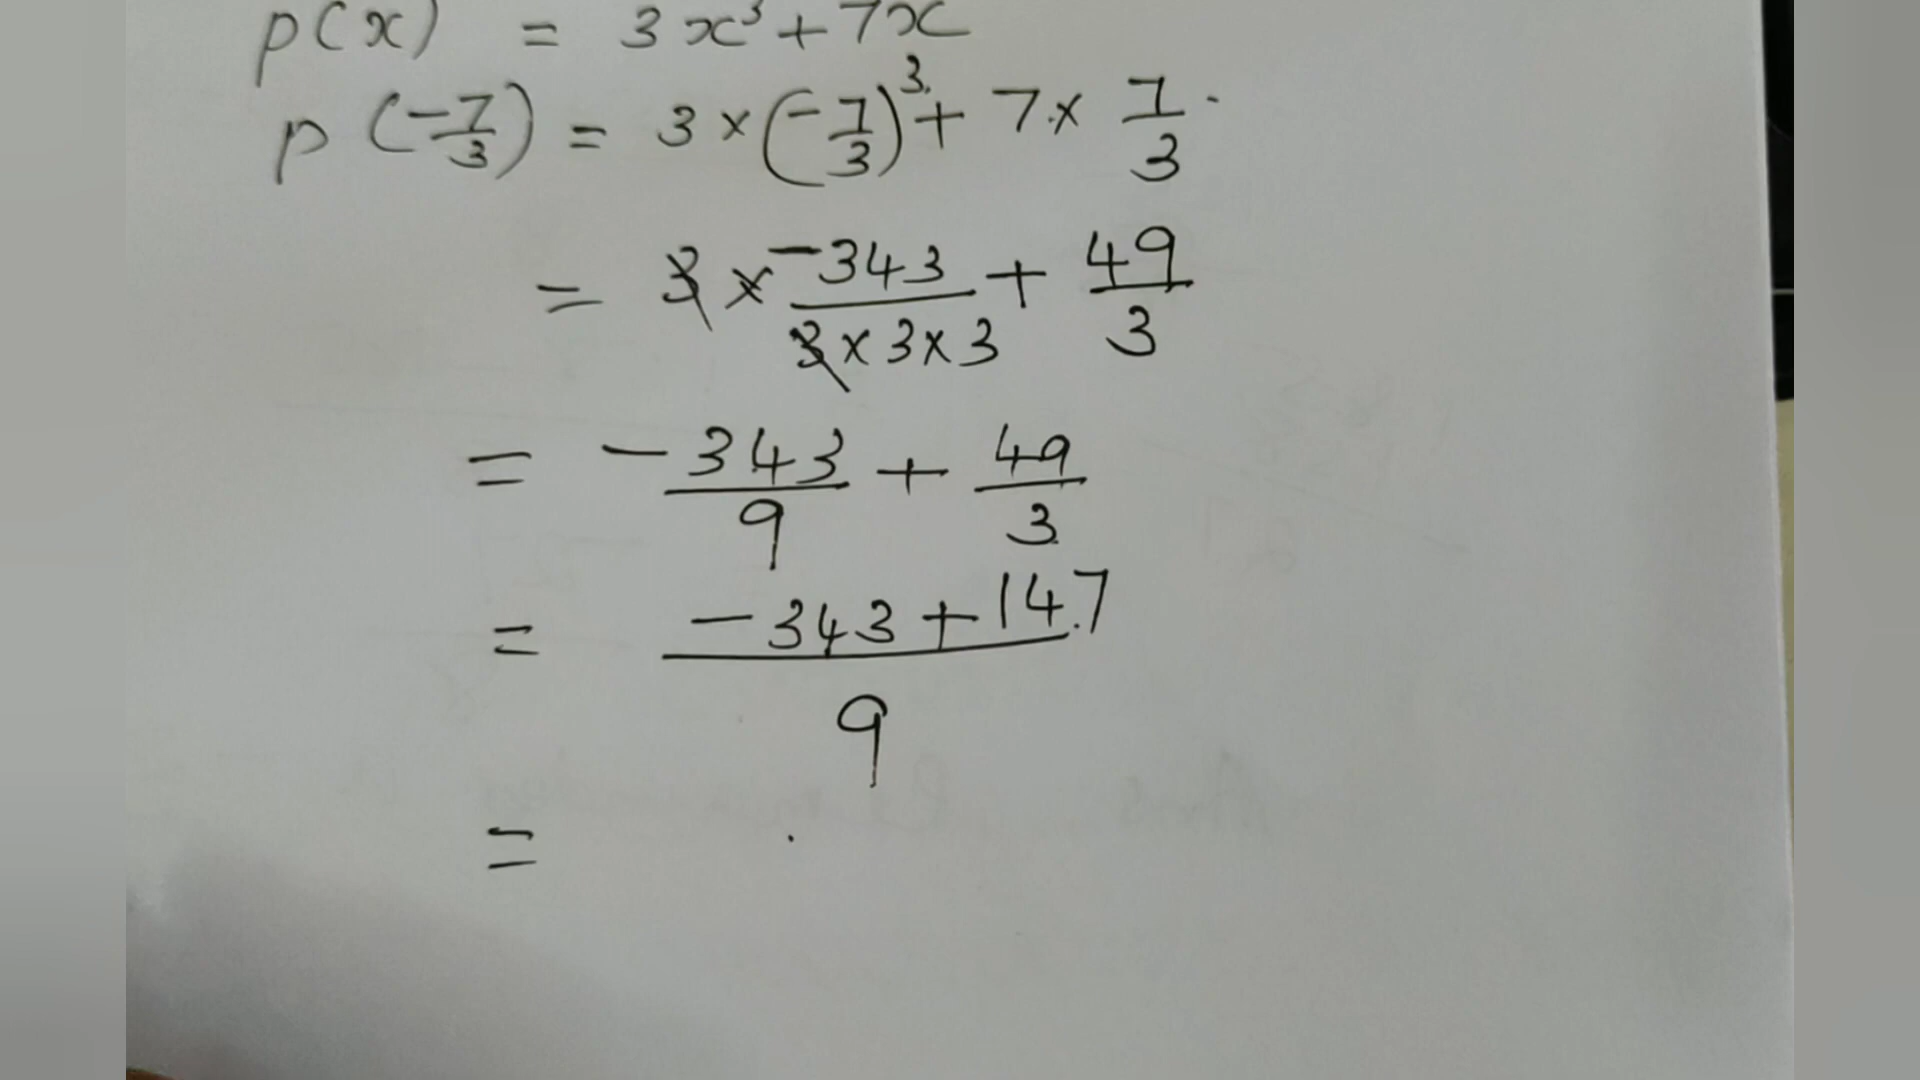 p(x) = 3x³ + 7x
p(-7/3) = 3 × (-7/3)³ + 7 × 7/3
= 3 × -343/(3×3×3) + 49/3
= -343/9 + 49/3
= (-343+147)/9
=